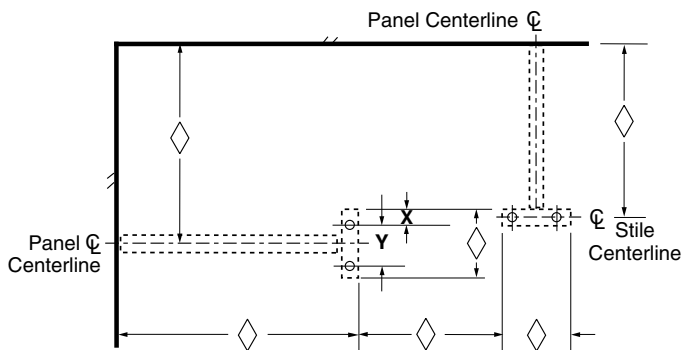 Panel Centerline ℄
X
Y
℄
Stile
Centerline
Panel ℄
Centerline